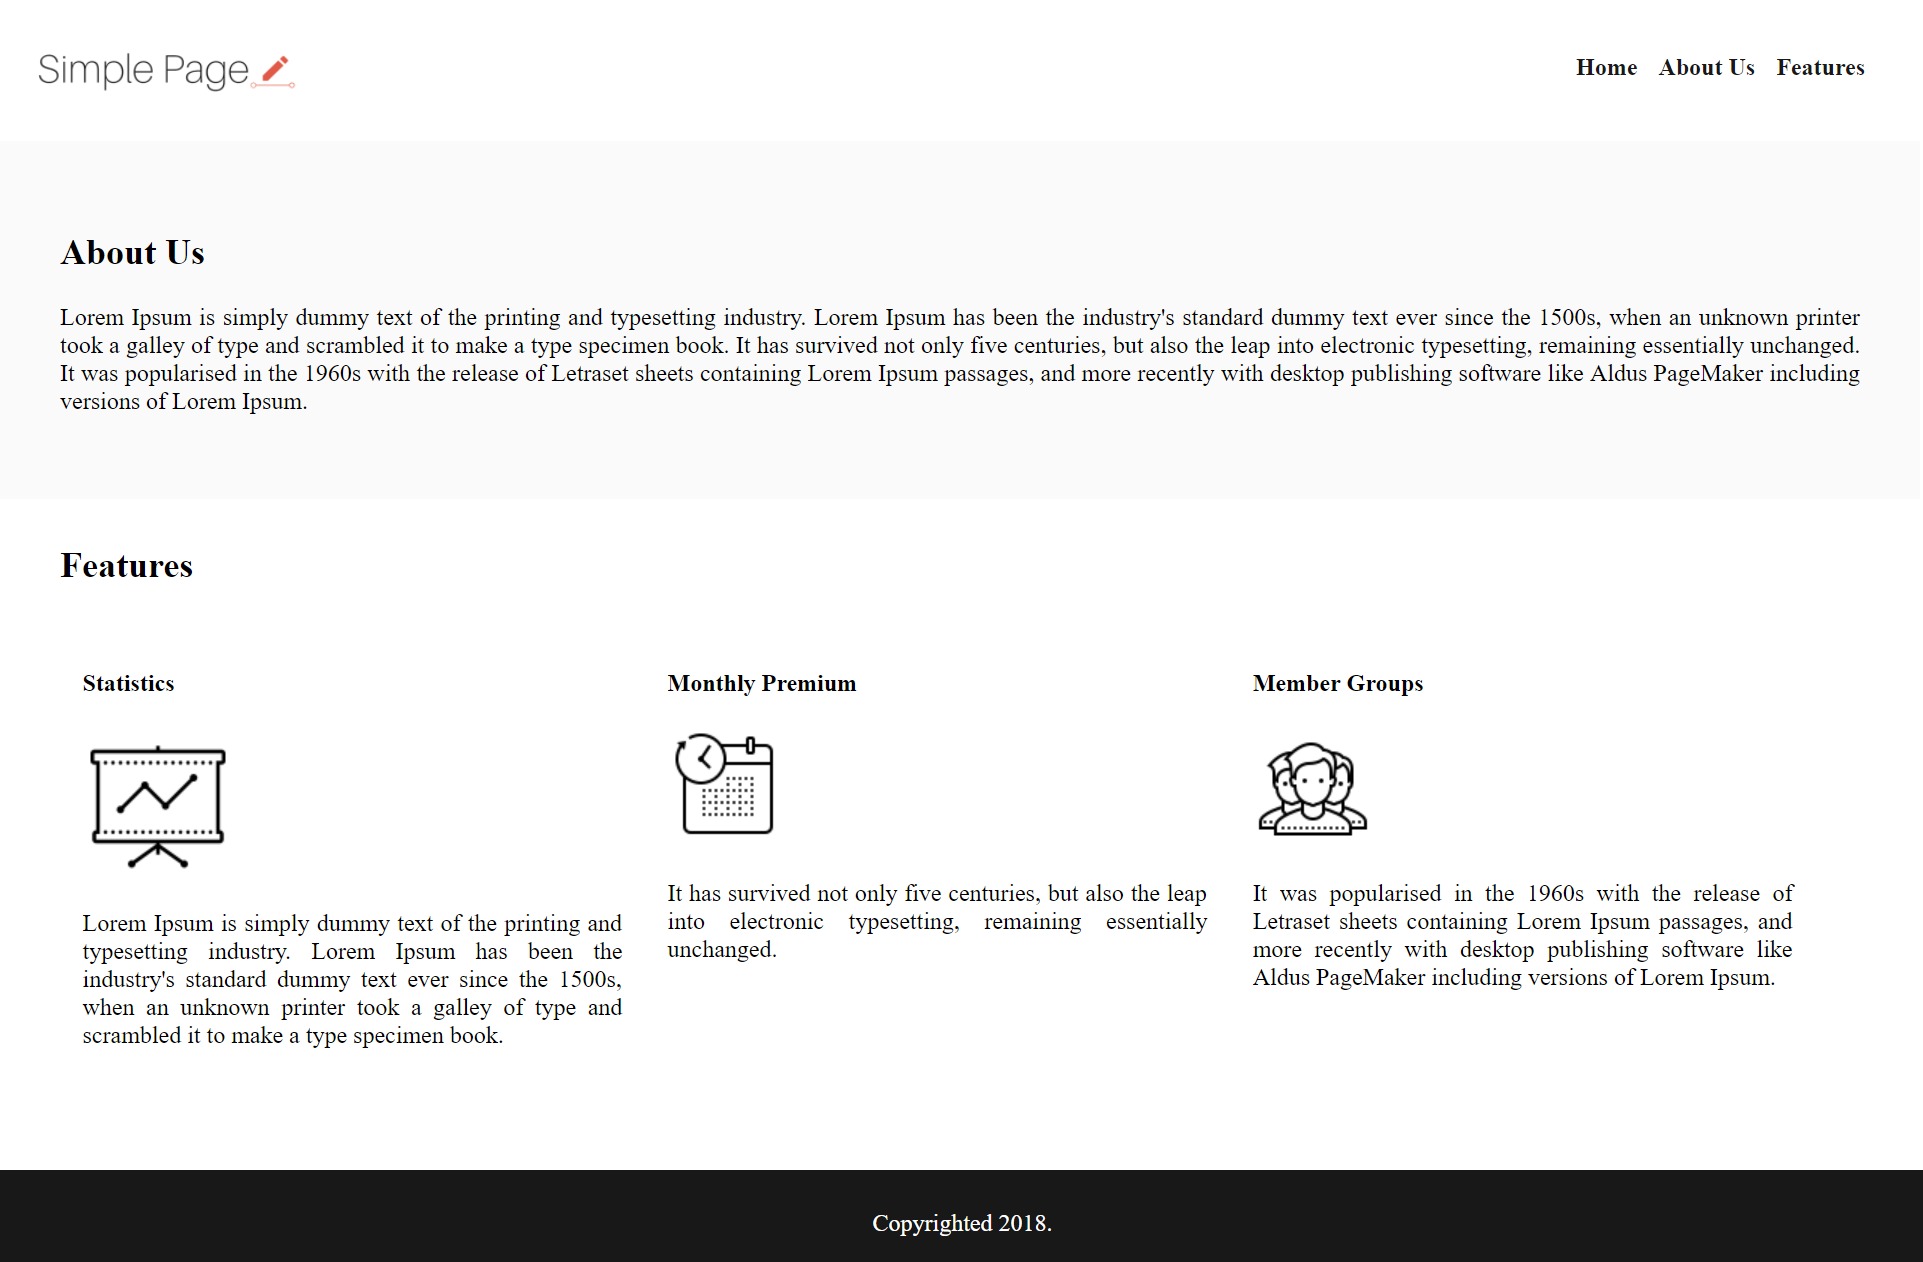 Simple Page
Home About Us Features
About Us
Lorem Ipsum is simply dummy text of the printing and typesetting industry. Lorem Ipsum has been the industry's standard dummy text ever since the 1500s, when an unknown printer
took a galley of type and scrambled it to make a type specimen book. It has survived not only five centuries, but also the leap into electronic typesetting, remaining essentially unchanged.
It was popularised in the 1960s with the release of Letraset sheets containing Lorem Ipsum passages, and more recently with desktop publishing software like Aldus PageMaker including
versions of Lorem Ipsum.
Features
Statistics
Lorem Ipsum is simply dummy text of the printing and
typesetting industry. Lorem Ipsum has been the
industry's standard dummy text ever since the 1500s,
when an unknown printer took a galley of type and
scrambled it to make a type specimen book.
Monthly Premium
It has survived not only five centuries, but also the leap
into electronic typesetting, remaining essentially
unchanged.
Member Groups
It was popularised in the 1960s with the release of
Letraset sheets containing Lorem Ipsum passages, and
more recently with desktop publishing software like
Aldus PageMaker including versions of Lorem Ipsum.
Copyrighted 2018.